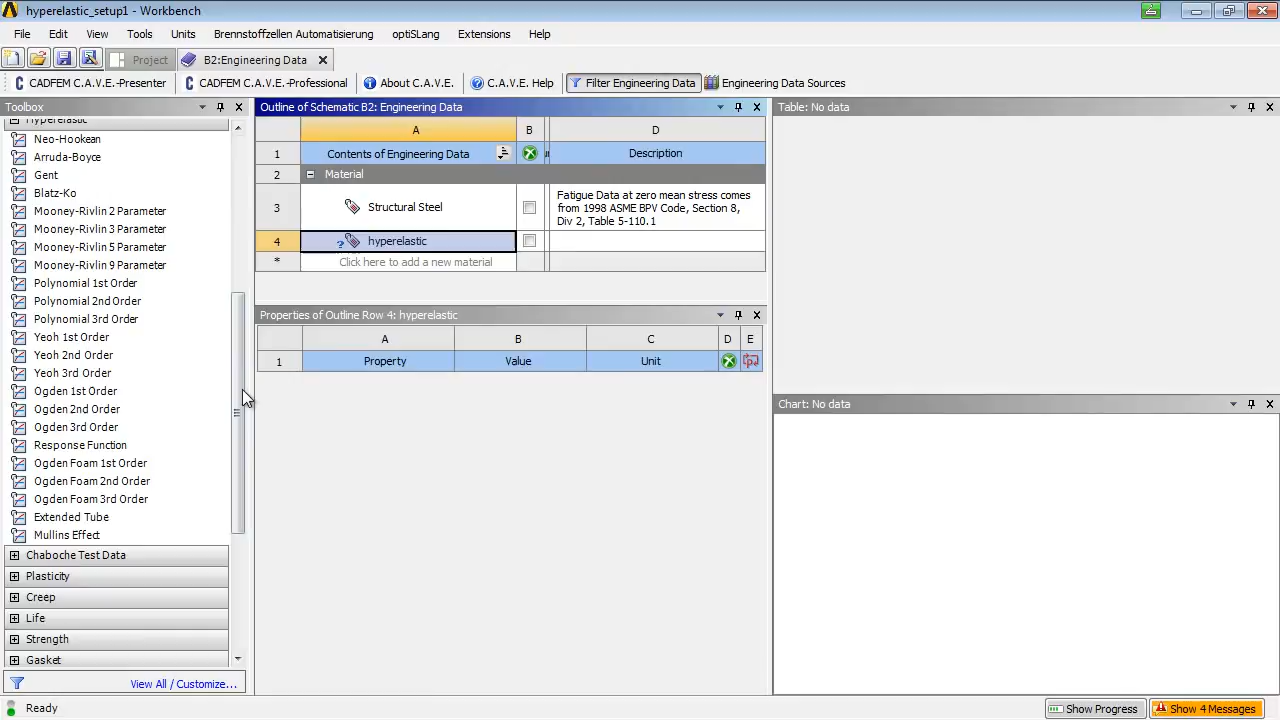 hyperelastic_setup1 - Workbench
File Edit View Tools Units Brennstoffzellen Automatisierung optiSLang Extensions Help
Project B2:Engineering Data
CADFEM C.A.V.E.-Presenter CADFEM C.A.V.E.-Professional About C.A.V.E. C.A.V.E. Help Filter Engineering Data Engineering Data Sources
Toolbox
Hyperelastic
Neo-Hookean
Arruda-Boyce
Gent
Blatz-Ko
Mooney-Rivlin 2 Parameter
Mooney-Rivlin 3 Parameter
Mooney-Rivlin 5 Parameter
Mooney-Rivlin 9 Parameter
Polynomial 1st Order
Polynomial 2nd Order
Polynomial 3rd Order
Yeoh 1st Order
Yeoh 2nd Order
Yeoh 3rd Order
Ogden 1st Order
Ogden 2nd Order
Ogden 3rd Order
Response Function
Ogden Foam 1st Order
Ogden Foam 2nd Order
Ogden Foam 3rd Order
Extended Tube
Mullins Effect
Chaboche Test Data
Plasticity
Creep
Life
Strength
Gasket
View All / Customize...
Outline of Schematic B2: Engineering Data
A B D
1 Contents of Engineering Data Description
2 Material
3 Structural Steel
Fatigue Data at zero mean stress comes
from 1998 ASME BPV Code, Section 8,
Div 2, Table 5-110.1
4 ? hyperelastic
* Click here to add a new material
Properties of Outline Row 4: hyperelastic
A B C D E
1 Property Value Unit
Table: No data
Chart: No data
Ready
Show Progress Show 4 Messages